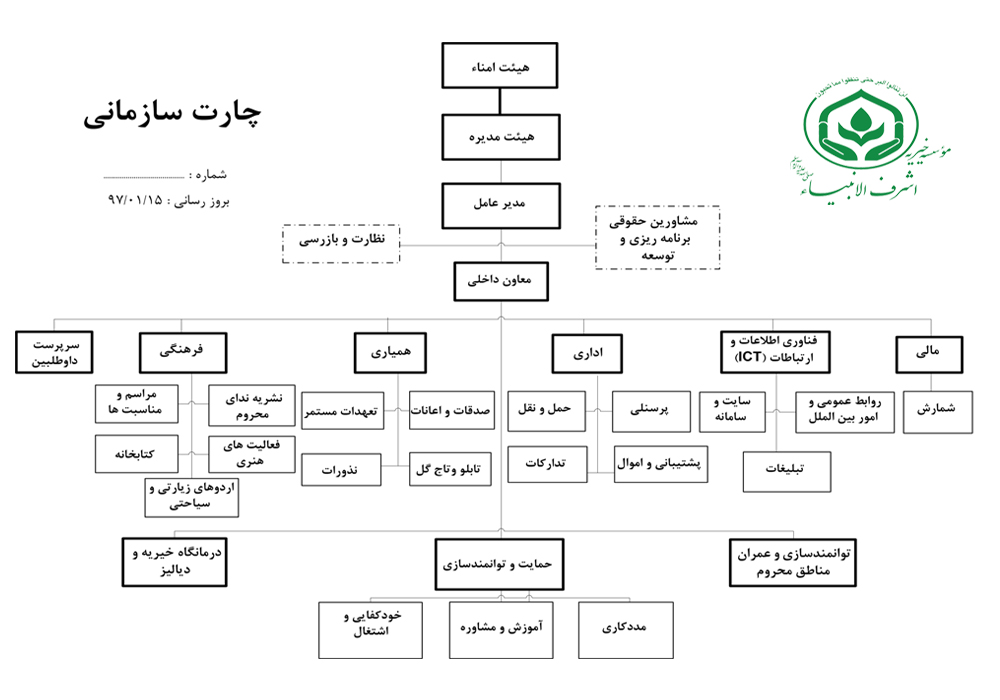 هیئت امناء
چارت سازمانی
هیئت مدیره
مؤسسه خیریه
اشرف الانبیاء
شماره : ........................
بروز رسانی : ۹۷/۰۱/۱۵
مدیر عامل
مشاورین حقوقی
برنامه ریزی و
توسعه
نظارت و بازرسی
معاون داخلی
مالی
فناوری اطلاعات و
ارتباطات (ICT)
اداری
همیاری
فرهنگی
سرپرست
داوطلبین
شمارش
روابط عمومی و
امور بین الملل
سایت و
سامانه
تبلیغات
پرسنلی
حمل و نقل
پشتیبانی و اموال
تدارکات
صدقات و اعانات
تعهدات مستمر
تابلو وتاج گل
نذورات
نشریه ندای
محروم
مراسم و
مناسبت ها
فعالیت های
هنری
کتابخانه
اردوهای زیارتی و
سیاحتی
توانمندسازی و عمران
مناطق محروم
حمایت و توانمندسازی
درمانگاه خیریه و
دیالیز
مددکاری
آموزش و مشاوره
خودکفایی و
اشتغال